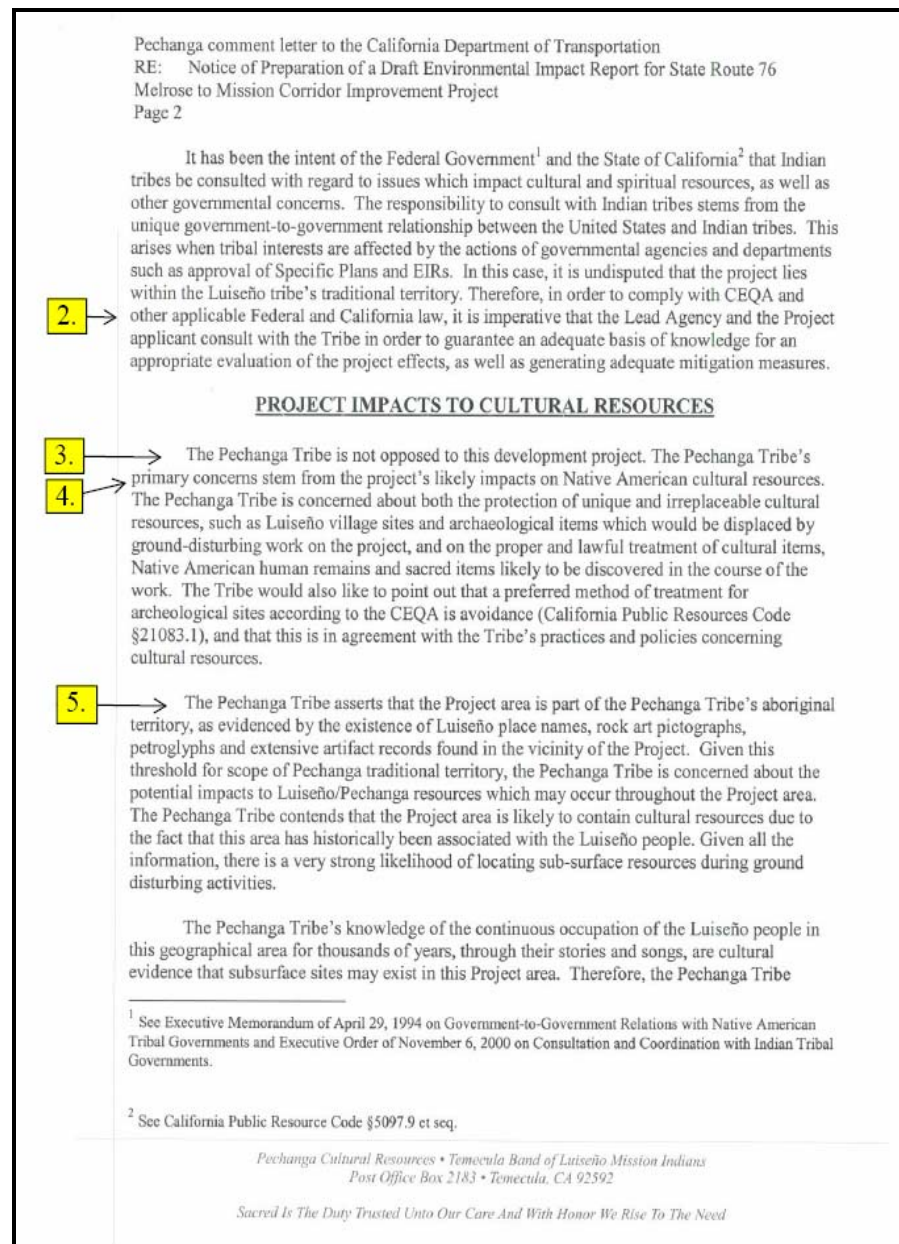 Pechanga comment letter to the California Department of Transportation
RE: Notice of Preparation of a Draft Environmental Impact Report for State Route 76
Melrose to Mission Corridor Improvement Project
Page 2
It has been the intent of the Federal Government1 and the State of California2 that Indian
tribes be consulted with regard to issues which impact cultural and spiritual resources, as well as
other governmental concerns. The responsibility to consult with Indian tribes stems from the
unique government-to-government relationship between the United States and Indian tribes. This
arises when tribal interests are affected by the actions of governmental agencies and departments
such as approval of Specific Plans and EIRs. In this case, it is undisputed that the project lies
within the Luiseño tribe's traditional territory. Therefore, in order to comply with CEQA and
2. other applicable Federal and California law, it is imperative that the Lead Agency and the Project
applicant consult with the Tribe in order to guarantee an adequate basis of knowledge for an
appropriate evaluation of the project effects, as well as generating adequate mitigation measures.
PROJECT IMPACTS TO CULTURAL RESOURCES
3. The Pechanga Tribe is not opposed to this development project. The Pechanga Tribe's
4. primary concerns stem from the project's likely impacts on Native American cultural resources.
The Pechanga Tribe is concerned about both the protection of unique and irreplaceable cultural
resources, such as Luiseño village sites and archaeological items which would be displaced by
ground-disturbing work on the project, and on the proper and lawful treatment of cultural items,
Native American human remains and sacred items likely to be discovered in the course of the
work. The Tribe would also like to point out that a preferred method of treatment for
archeological sites according to the CEQA is avoidance (California Public Resources Code
§21083.1), and that this is in agreement with the Tribe's practices and policies concerning
cultural resources.
5. The Pechanga Tribe asserts that the Project area is part of the Pechanga Tribe's aboriginal
territory, as evidenced by the existence of Luiseño place names, rock art pictographs,
petroglyphs and extensive artifact records found in the vicinity of the Project. Given this
threshold for scope of Pechanga traditional territory, the Pechanga Tribe is concerned about the
potential impacts to Luiseño/Pechanga resources which may occur throughout the Project area.
The Pechanga Tribe contends that the Project area is likely to contain cultural resources due to
the fact that this area has historically been associated with the Luiseño people. Given all the
information, there is a very strong likelihood of locating sub-surface resources during ground
disturbing activities.
The Pechanga Tribe's knowledge of the continuous occupation of the Luiseño people in
this geographical area for thousands of years, through their stories and songs, are cultural
evidence that subsurface sites may exist in this Project area. Therefore, the Pechanga Tribe
1 See Executive Memorandum of April 29, 1994 on Government-to-Government Relations with Native American
Tribal Governments and Executive Order of November 6, 2000 on Consultation and Coordination with Indian Tribal
Governments.
2 See California Public Resource Code §5097.9 et seq.
Pechanga Cultural Resources • Temecula Band of Luiseño Mission Indians
Post Office Box 2183 • Temecula, CA 92592
Sacred Is The Duty Trusted Unto Our Care And With Honor We Rise To The Need